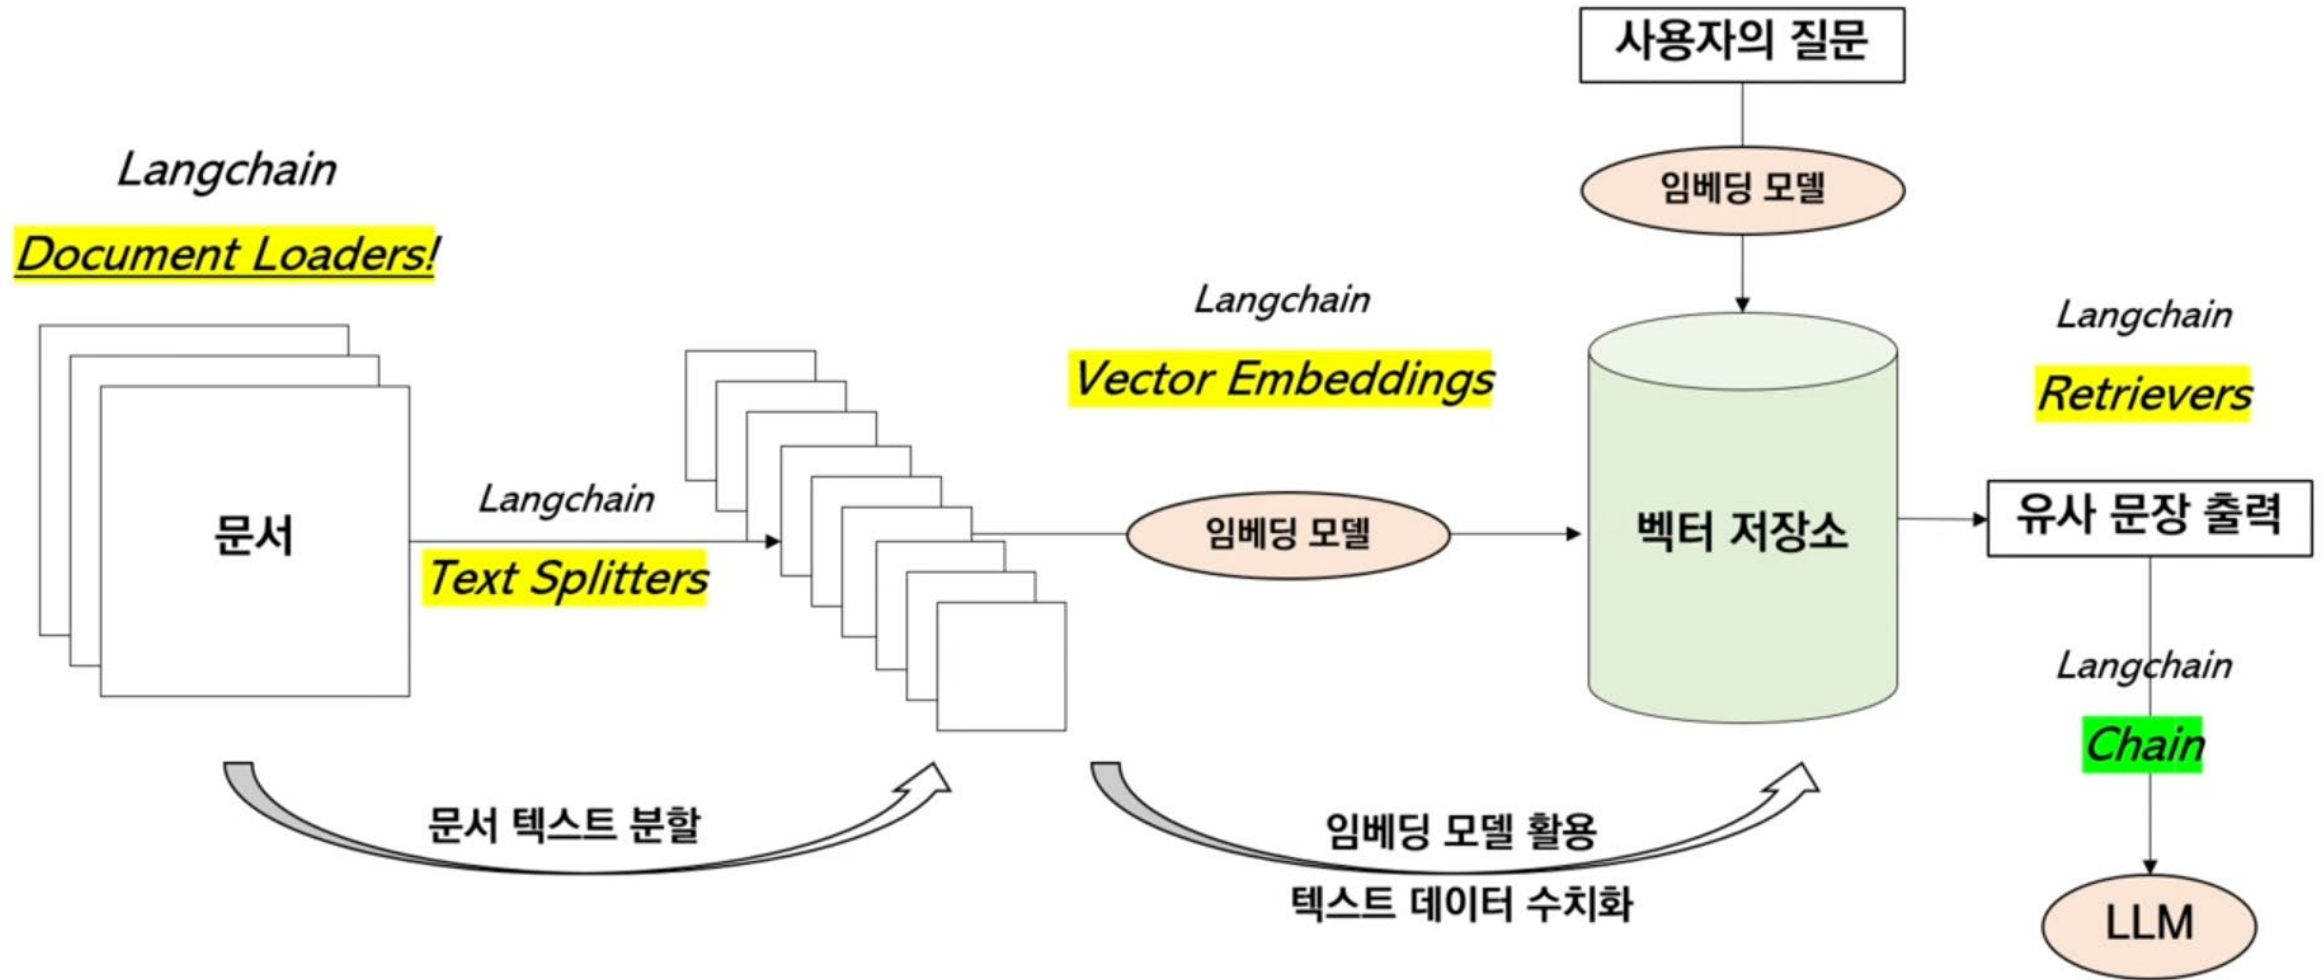 사용자의 질문
임베딩 모델
Langchain
Document Loaders!
문서
Langchain
Text Splitters
Langchain
Vector Embeddings
임베딩 모델
벡터 저장소
Langchain
Retrievers
유사 문장 출력
Langchain
Chain
LLM
문서 텍스트 분할
임베딩 모델 활용
텍스트 데이터 수치화